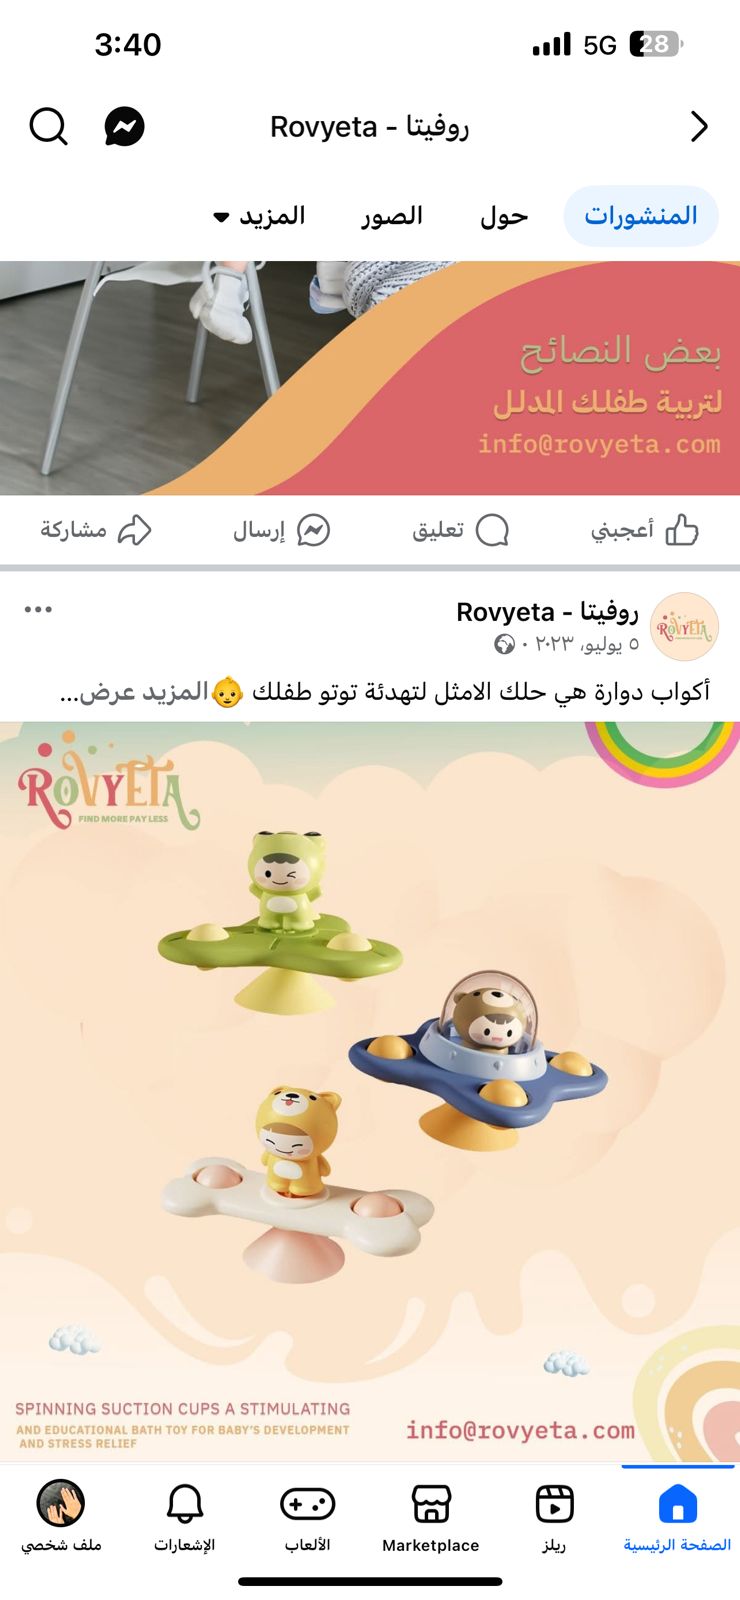 3:40
5G 28
روفيتا - Rovyeta
المنشورات
حول
الصور
المزيد
بعض النصائح
لتربية طفلك المدلل
info@rovyeta.com
أعجبني
تعليق
إرسال
مشاركة
روفيتا - Rovyeta
٥ يوليو، ٢٠٢٣ ·
ROVYETA
أكواب دوارة هي حلك الامثل لتهدئة توتو طفلك 👶المزيد عرض...
ROVYETA
FIND MORE PAY LESS
SPINNING SUCTION CUPS A STIMULATING
AND EDUCATIONAL BATH TOY FOR BABY'S DEVELOPMENT
AND STRESS RELIEF
info@rovyeta.com
الصفحة الرئيسية
ريلز
Marketplace
الألعاب
الإشعارات
ملف شخصي